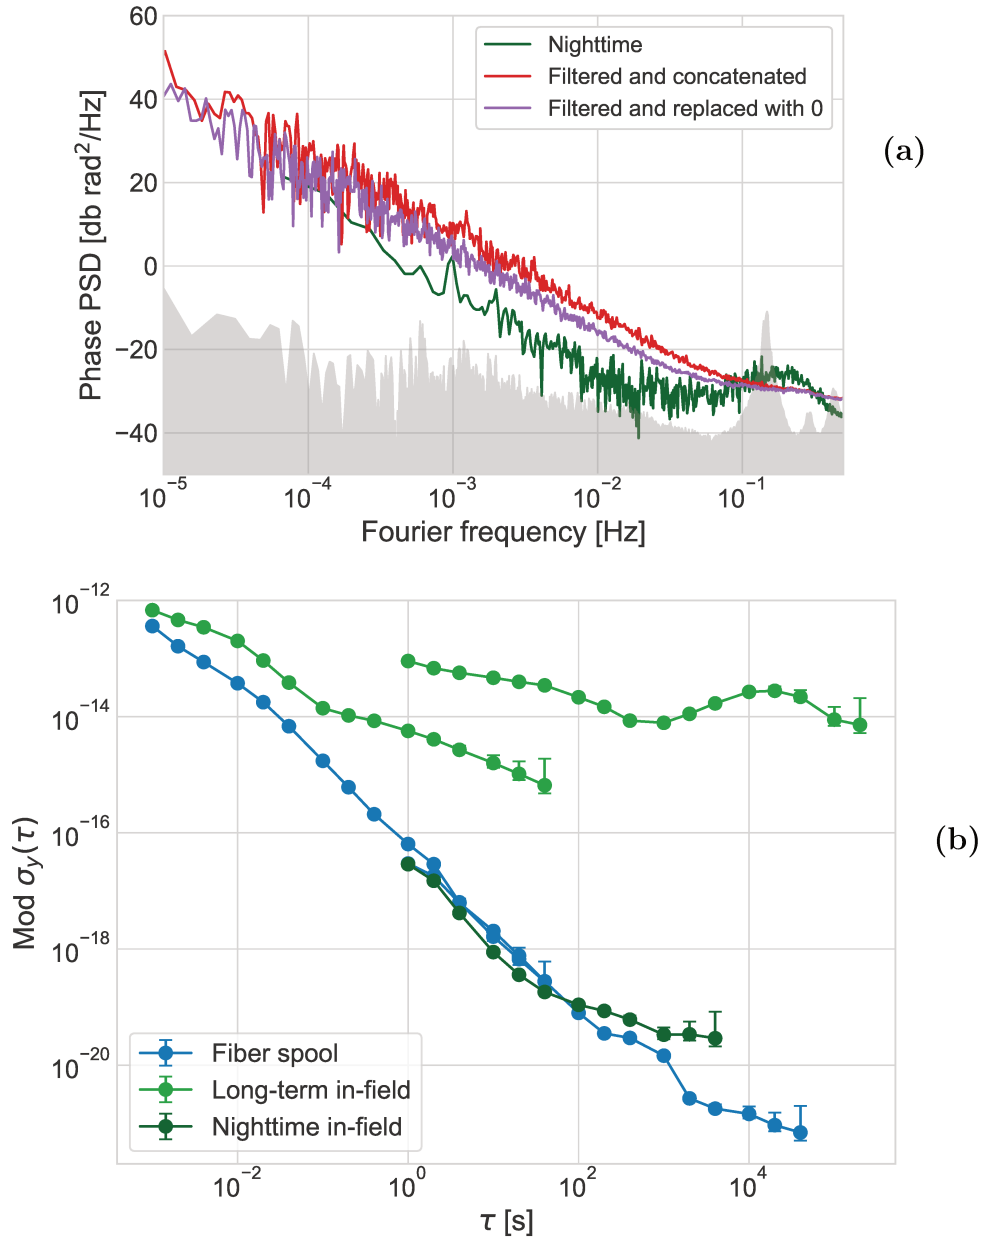 60
40
20
0
−20
−40
Phase PSD [db rad²/Hz]
Nighttime
Filtered and concatenated
Filtered and replaced with 0
(a)
10⁻⁵ 10⁻⁴ 10⁻³ 10⁻² 10⁻¹
Fourier frequency [Hz]
10⁻¹²
10⁻¹⁴
10⁻¹⁶
10⁻¹⁸
10⁻²⁰
Mod σy(τ)
(b)
Fiber spool
Long-term in-field
Nighttime in-field
10⁻² 10⁰ 10² 10⁴
τ [s]